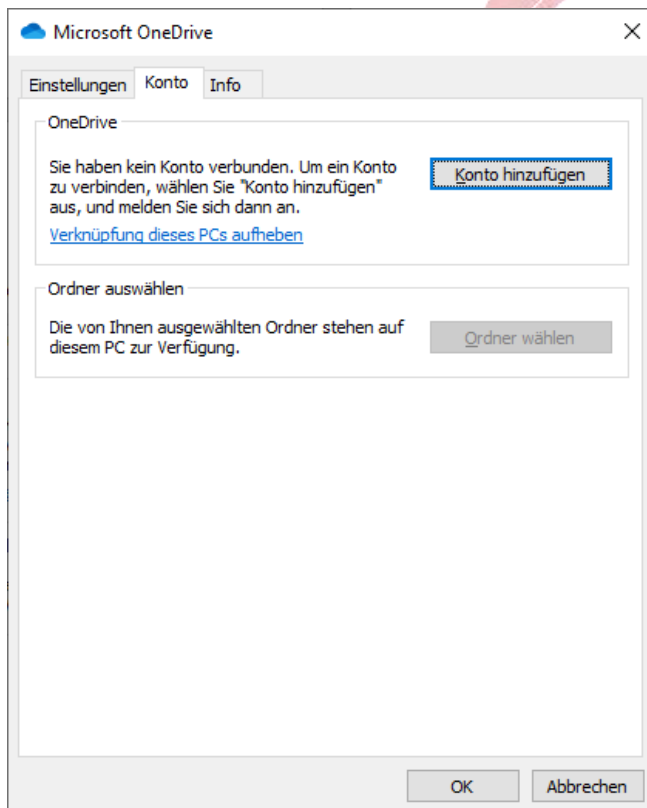 Microsoft OneDrive
Einstellungen
Konto
Info
OneDrive
Sie haben kein Konto verbunden. Um ein Konto
zu verbinden, wählen Sie "Konto hinzufügen"
aus, und melden Sie sich dann an.
Konto hinzufügen
Verknüpfung dieses PCs aufheben
Ordner auswählen
Die von Ihnen ausgewählten Ordner stehen auf
diesem PC zur Verfügung.
Ordner wählen
OK
Abbrechen